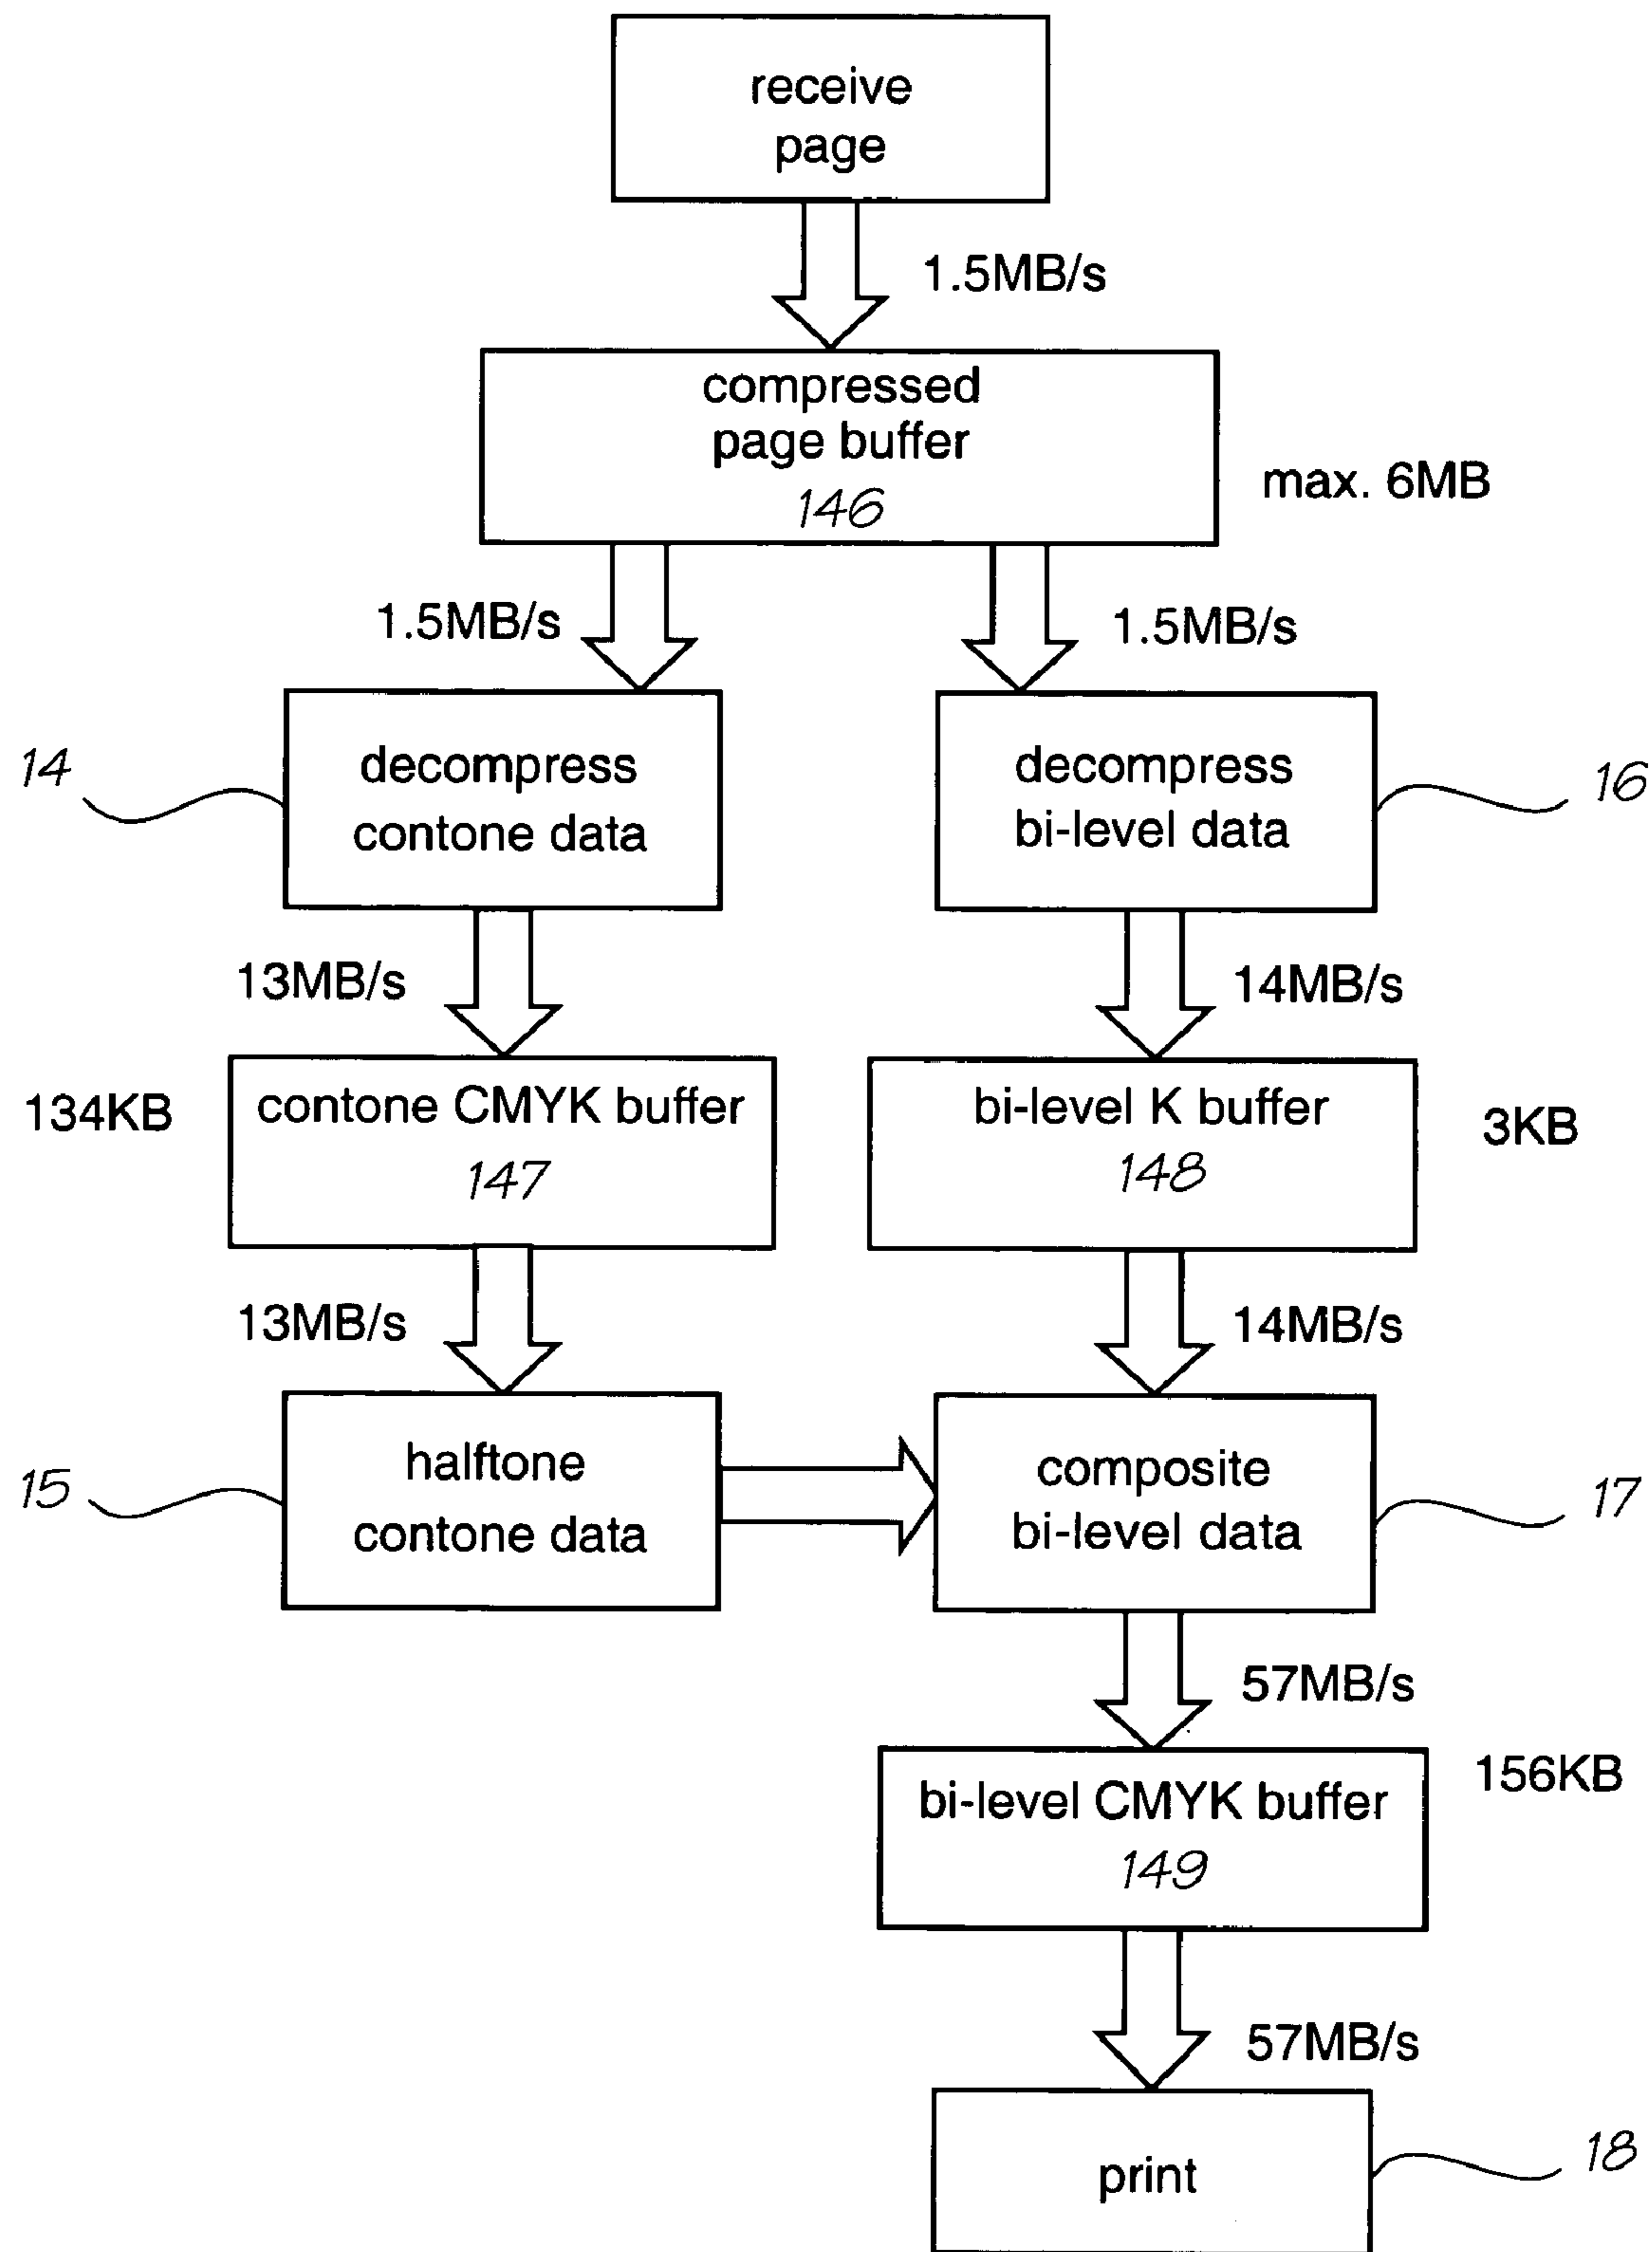 receive
page
1.5MB/s
compressed
page buffer
146
max. 6MB
1.5MB/s
1.5MB/s
14
decompress
contone data
decompress
bi-level data
16
13MB/s
14MB/s
134KB
contone CMYK buffer
147
bi-level K buffer
148
3KB
13MB/s
14MB/s
15
halftone
contone data
composite
bi-level data
17
57MB/s
bi-level CMYK buffer
149
156KB
57MB/s
print
18